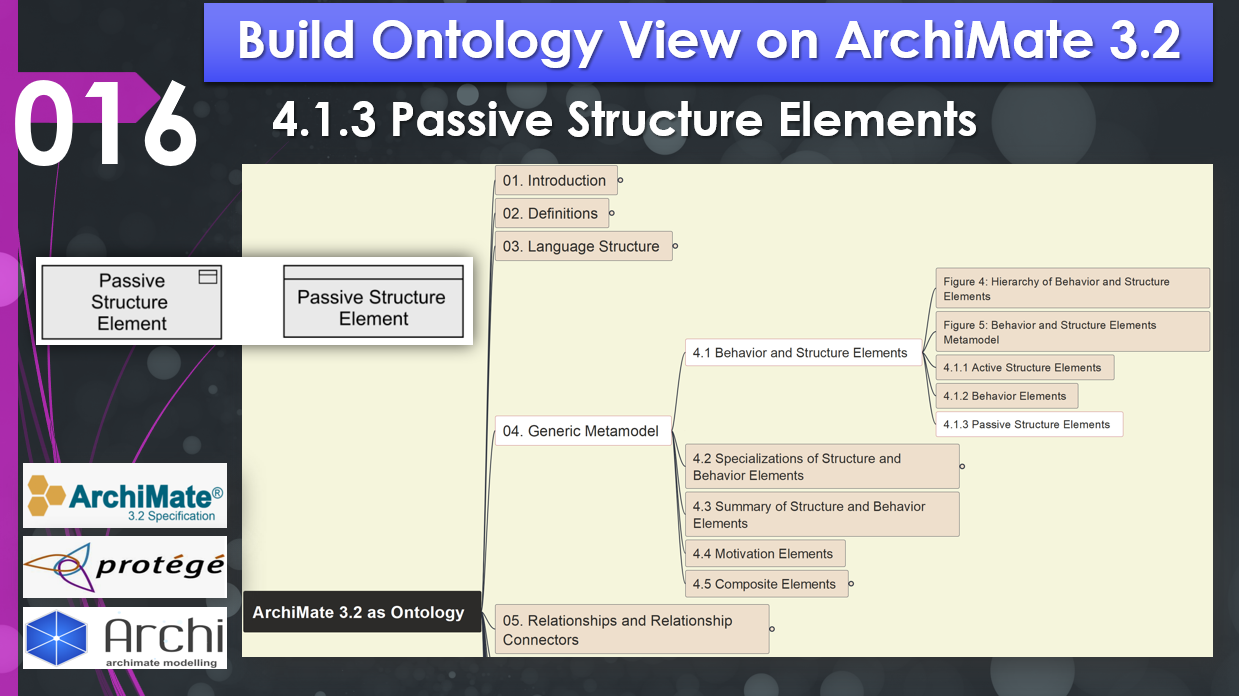 Build Ontology View on ArchiMate 3.2
016
4.1.3 Passive Structure Elements
01. Introduction
02. Definitions
03. Language Structure
Passive
Structure
Element
Passive Structure
Element
Figure 4: Hierarchy of Behavior and Structure
Elements
Figure 5: Behavior and Structure Elements
Metamodel
4.1 Behavior and Structure Elements
4.1.1 Active Structure Elements
4.1.2 Behavior Elements
4.1.3 Passive Structure Elements
04. Generic Metamodel
4.2 Specializations of Structure and
Behavior Elements
4.3 Summary of Structure and Behavior
Elements
4.4 Motivation Elements
4.5 Composite Elements
ArchiMate®
3.2 Specification
protégé
ArchiMate 3.2 as Ontology
05. Relationships and Relationship
Connectors
Archi
archimate modelling